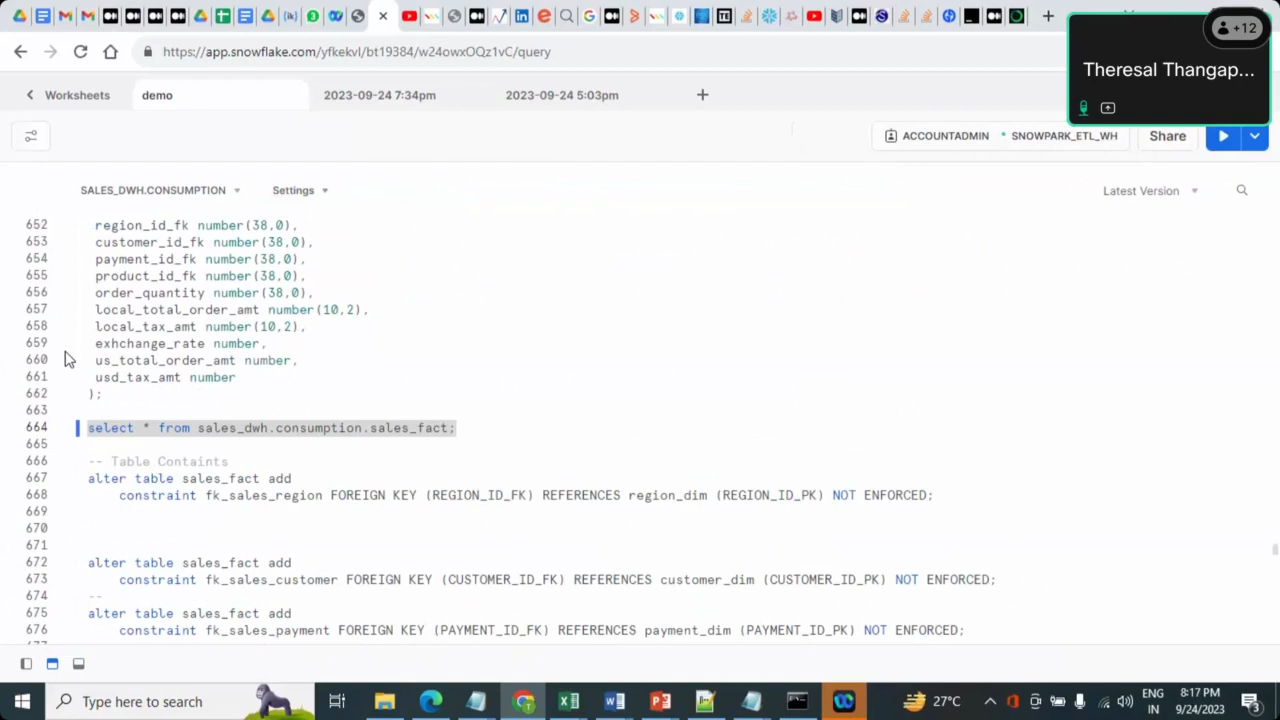 +12
https://app.snowflake.com/yfkekvl/bt19384/w24owxOQz1vC/query
Theresal Thangap...
Worksheets
demo
2023-09-24 7:34pm
2023-09-24 5:03pm
ACCOUNTADMIN
SNOWPARK_ETL_WH
Share
SALES_DWH.CONSUMPTION
Settings
Latest Version
652 region_id_fk number(38,0),
653 customer_id_fk number(38,0),
654 payment_id_fk number(38,0),
655 product_id_fk number(38,0),
656 order_quantity number(38,0),
657 local_total_order_amt number(10,2),
658 local_tax_amt number(10,2),
659 exhchange_rate number,
660 us_total_order_amt number,
661 usd_tax_amt number
662 );
663
664 select * from sales_dwh.consumption.sales_fact;
665
666 -- Table Containts
667 alter table sales_fact add
668 constraint fk_sales_region FOREIGN KEY (REGION_ID_FK) REFERENCES region_dim (REGION_ID_PK) NOT ENFORCED;
669
670
671
672 alter table sales_fact add
673 constraint fk_sales_customer FOREIGN KEY (CUSTOMER_ID_FK) REFERENCES customer_dim (CUSTOMER_ID_PK) NOT ENFORCED;
674 --
675 alter table sales_fact add
676 constraint fk_sales_payment FOREIGN KEY (PAYMENT_ID_FK) REFERENCES payment_dim (PAYMENT_ID_PK) NOT ENFORCED;
Type here to search
27°C
ENG
IN
8:17 PM
9/24/2023
3